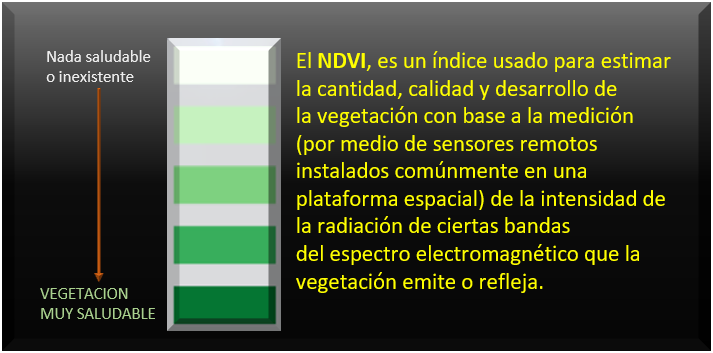 Nada saludable
o inexistente
VEGETACION
MUY SALUDABLE
El NDVI, es un índice usado para estimar
la cantidad, calidad y desarrollo de
la vegetación con base a la medición
(por medio de sensores remotos
instalados comúnmente en una
plataforma espacial) de la intensidad de
la radiación de ciertas bandas
del espectro electromagnético que la
vegetación emite o refleja.